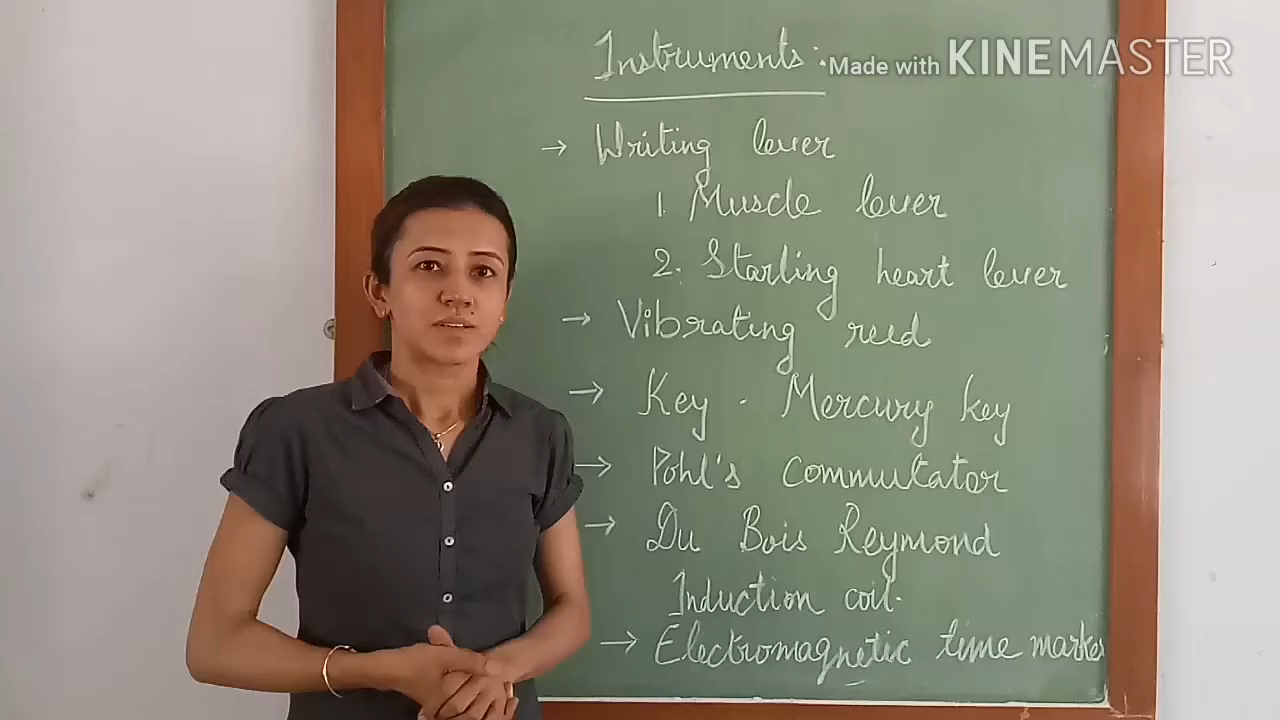 Instruments:
Made with KINEMASTER
→ Writing lever
1. Muscle lever
2. Starling heart lever
→ Vibrating reed
→ Key - Mercury key
→ Pohl's commutator
→ Du Bois Reymond
Induction coil.
→ Electromagnetic time marker